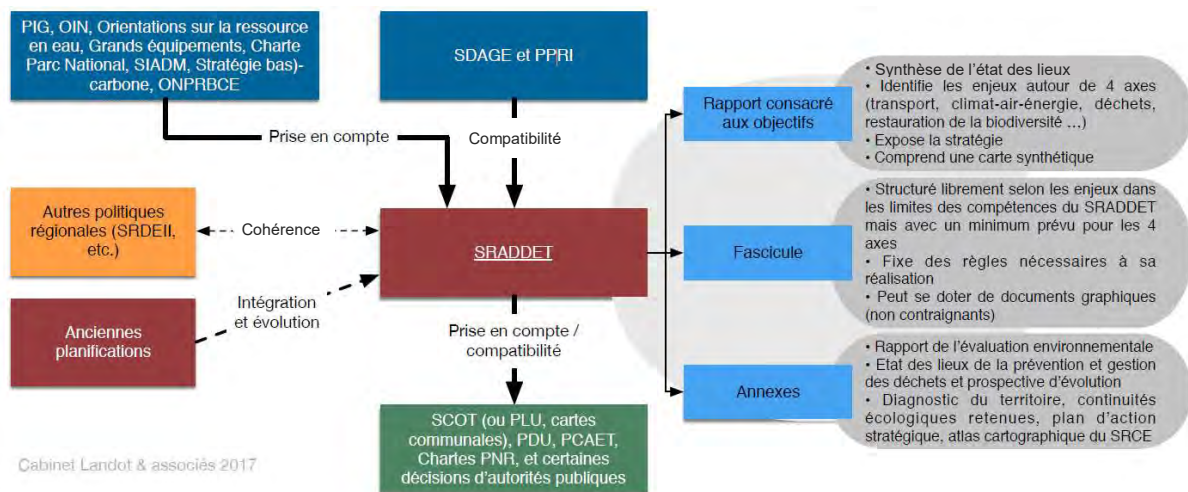 PIG, OIN, Orientations sur la ressource
en eau, Grands équipements, Charte
Parc National, SIADM, Stratégie bas)-
carbone, ONPRBCE
SDAGE et PPRI
Prise en compte
Compatibilité
Autres politiques
régionales (SRDEII,
etc.)
Cohérence
SRADDET
Anciennes
planifications
Intégration
et évolution
Prise en compte /
compatibilité
SCOT (ou PLU, cartes
communales), PDU, PCAET,
Chartes PNR, et certaines
décisions d'autorités publiques
Rapport consacré
aux objectifs
• Synthèse de l'état des lieux
• Identifie les enjeux autour de 4 axes
(transport, climat-air-énergie, déchets,
restauration de la biodiversité ...)
• Expose la stratégie
• Comprend une carte synthétique
Fascicule
• Structuré librement selon les enjeux dans
les limites des compétences du SRADDET
mais avec un minimum prévu pour les 4
axes
• Fixe des règles nécessaires à sa
réalisation
• Peut se doter de documents graphiques
(non contraignants)
Annexes
• Rapport de l'évaluation environnementale
• Etat des lieux de la prévention et gestion
des déchets et prospective d'évolution
• Diagnostic du territoire, continuités
écologiques retenues, plan d'action
stratégique, atlas cartographique du SRCE
Cabinet Landot & associés 2017